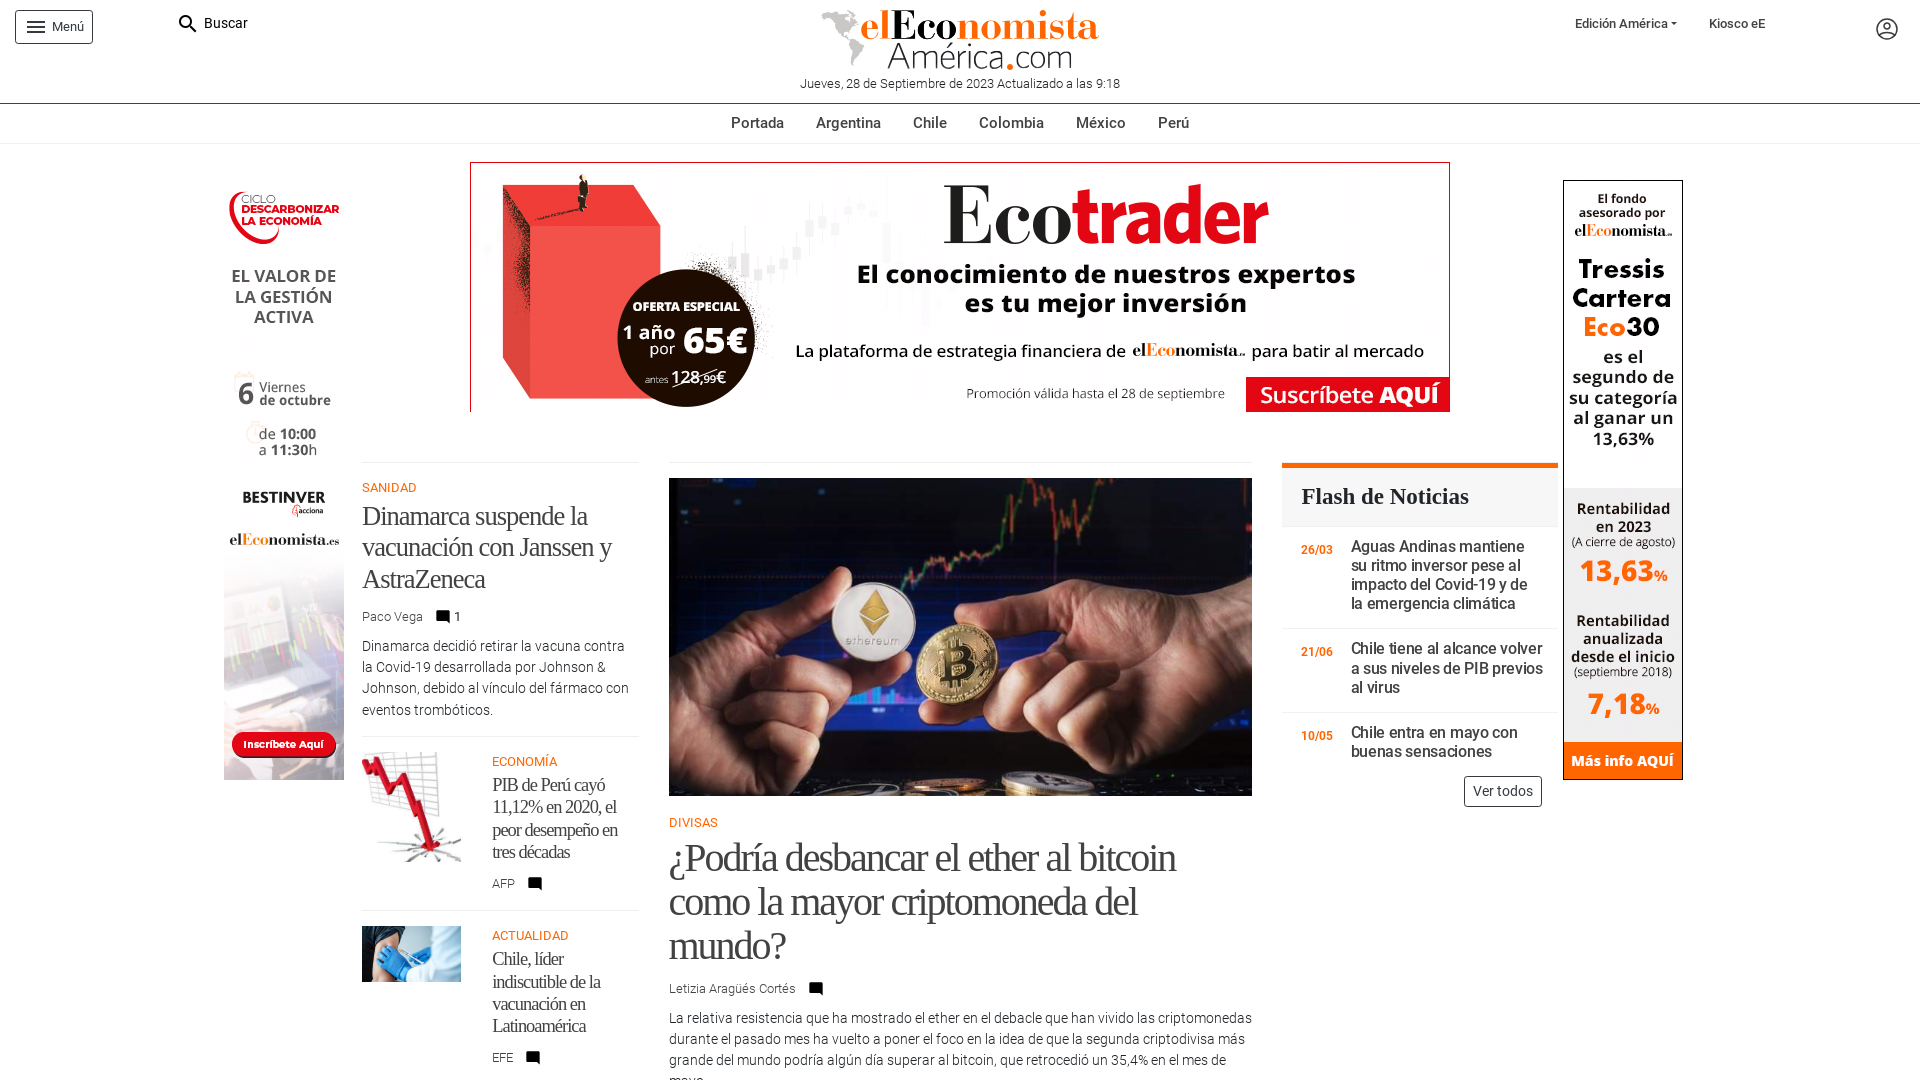 Menú
Buscar
elEconomista
América.com
Jueves, 28 de Septiembre de 2023 Actualizado a las 9:18
Edición América
Kiosco eE
Portada Argentina Chile Colombia México Perú
CICLO
DESCARBONIZAR
LA ECONOMÍA
EL VALOR DE
LA GESTIÓN
ACTIVA
6 Viernes
de octubre
de 10:00
a 11:30h
BESTINVER
acciona
elEconomista.es
Inscríbete Aquí
Ecotrader
El conocimiento de nuestros expertos
es tu mejor inversión
OFERTA ESPECIAL
1 año
por 65€
antes 128,99€
La plataforma de estrategia financiera de elEconomista.es para batir al mercado
Promoción válida hasta el 28 de septiembre
Suscríbete AQUÍ
SANIDAD
Dinamarca suspende la
vacunación con Janssen y
AstraZeneca
Paco Vega 1
Dinamarca decidió retirar la vacuna contra
la Covid-19 desarrollada por Johnson &
Johnson, debido al vínculo del fármaco con
eventos trombóticos.
ECONOMÍA
PIB de Perú cayó
11,12% en 2020, el
peor desempeño en
tres décadas
AFP
ACTUALIDAD
Chile, líder
indiscutible de la
vacunación en
Latinoamérica
EFE
ethereum
DIVISAS
¿Podría desbancar el ether al bitcoin
como la mayor criptomoneda del
mundo?
Letizia Aragüés Cortés
La relativa resistencia que ha mostrado el ether en el debacle que han vivido las criptomonedas
durante el pasado mes ha vuelto a poner el foco en la idea de que la segunda criptodivisa más
grande del mundo podría algún día superar al bitcoin, que retrocedió un 35,4% en el mes de
mayo
Flash de Noticias
26/03 Aguas Andinas mantiene
su ritmo inversor pese al
impacto del Covid-19 y de
la emergencia climática
21/06 Chile tiene al alcance volver
a sus niveles de PIB previos
al virus
10/05 Chile entra en mayo con
buenas sensaciones
Ver todos
El fondo
asesorado por
elEconomista.es
Tressis
Cartera
Eco30
es el
segundo de
su categoría
al ganar un
13,63%
Rentabilidad
en 2023
(A cierre de agosto)
13,63%
Rentabilidad
anualizada
desde el inicio
(septiembre 2018)
7,18%
Más info AQUÍ